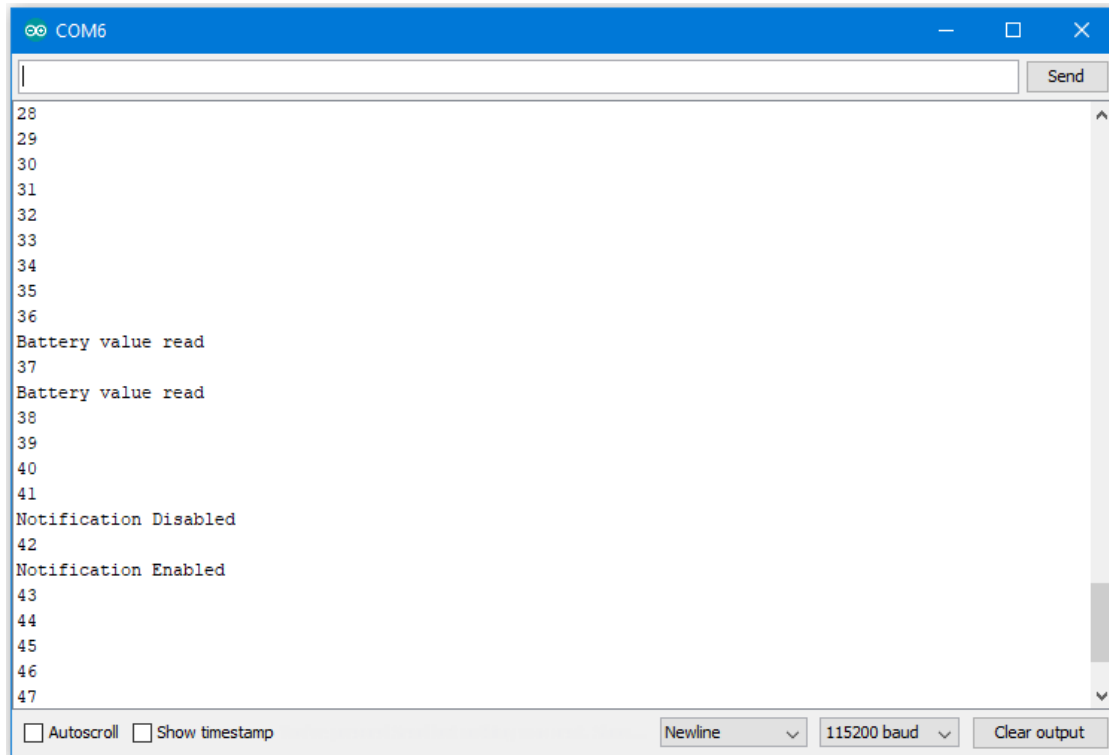 COM6
Send
28
29
30
31
32
33
34
35
36
Battery value read
37
Battery value read
38
39
40
41
Notification Disabled
42
Notification Enabled
43
44
45
46
47
Autoscroll Show timestamp Newline 115200 baud Clear output